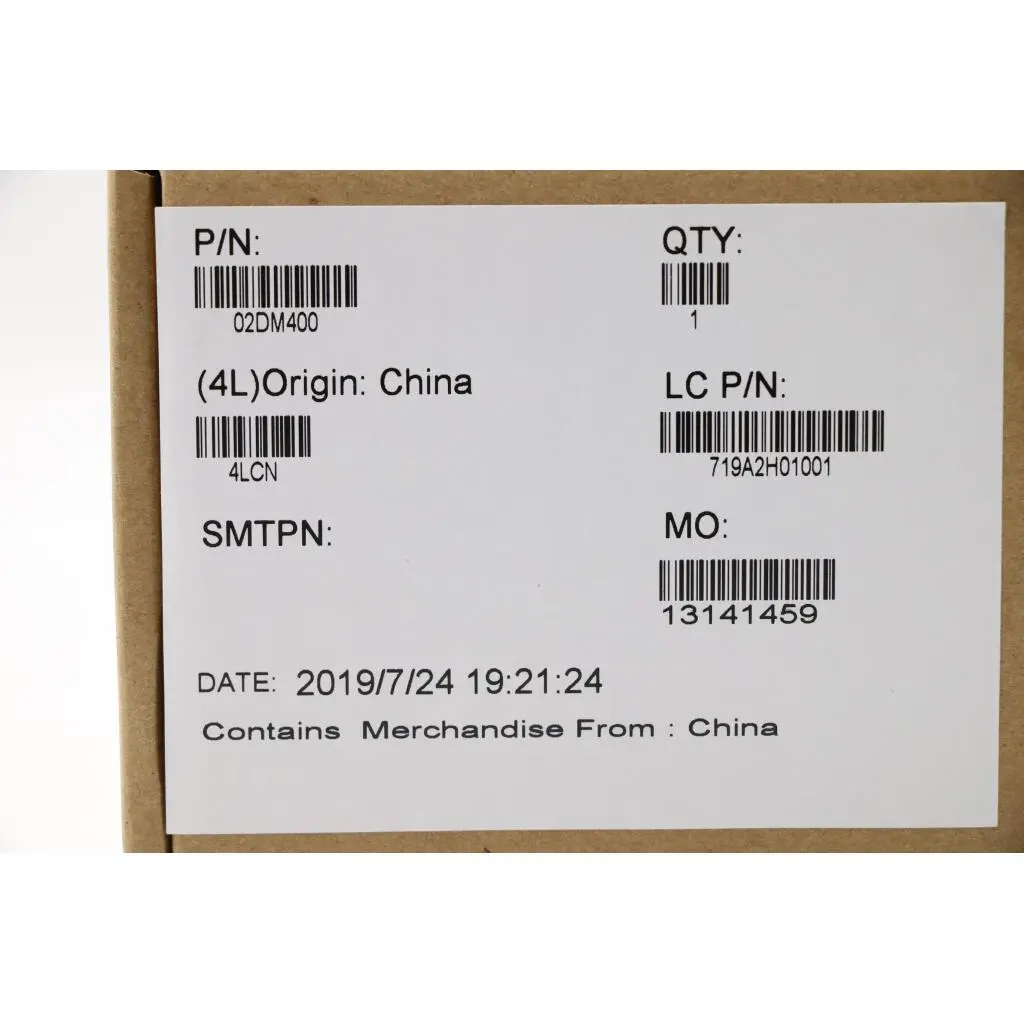 P/N:
02DM400
QTY:
1
(4L)Origin: China
4LCN
LC P/N:
719A2H01001
SMTPN:
MO:
13141459
DATE: 2019/7/24 19:21:24
Contains Merchandise From : China